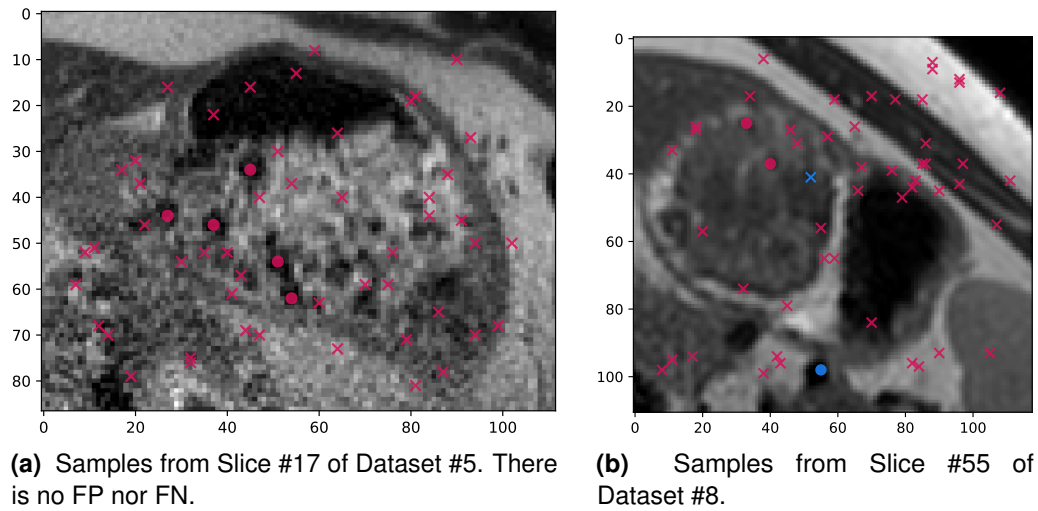 0
10
20
30
40
50
60
70
80
0 20 40 60 80 100
0
20
40
60
80
100
0 20 40 60 80 100
(a) Samples from Slice #17 of Dataset #5. There
is no FP nor FN.
(b) Samples from Slice #55 of
Dataset #8.